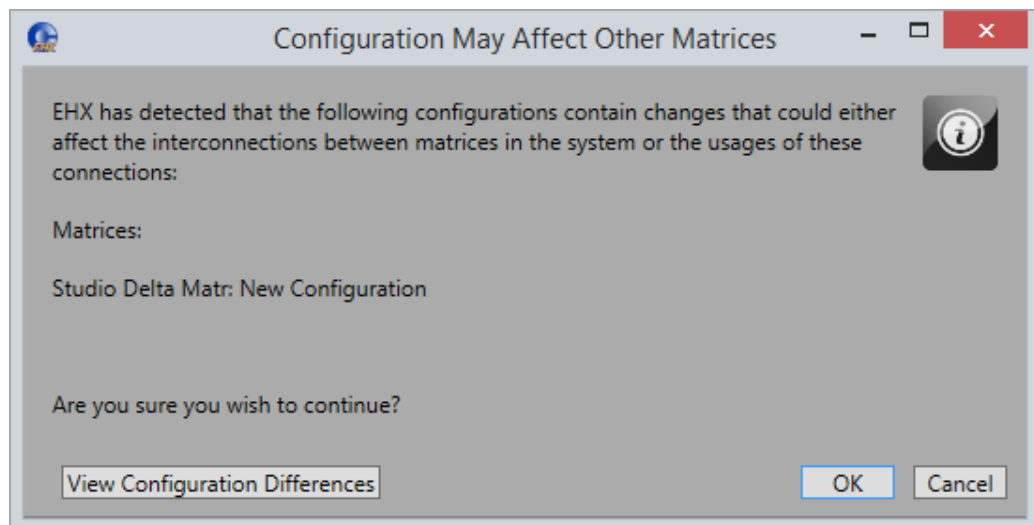 Configuration May Affect Other Matrices
EHX has detected that the following configurations contain changes that could either
affect the interconnections between matrices in the system or the usages of these
connections:
Matrices:
Studio Delta Matr: New Configuration
Are you sure you wish to continue?
View Configuration Differences
OK
Cancel